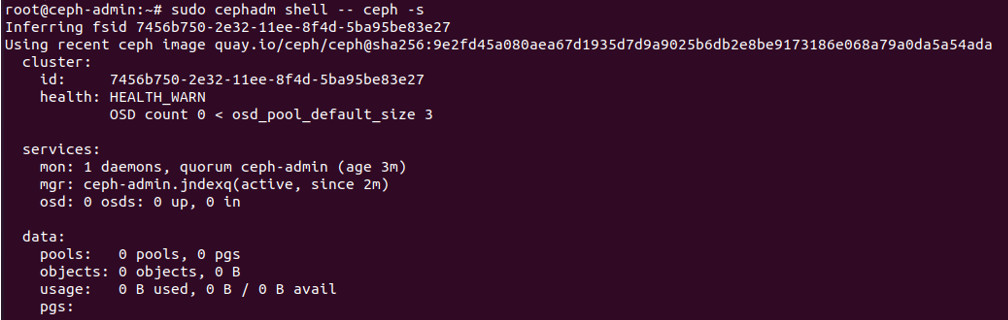 root@ceph-admin:~# sudo cephadm shell -- ceph -s
Inferring fsid 7456b750-2e32-11ee-8f4d-5ba95be83e27
Using recent ceph image quay.io/ceph/ceph@sha256:9e2fd45a080aea67d1935d7d9a9025b6db2e8be9173186e068a79a0da5a54ada
  cluster:
    id:     7456b750-2e32-11ee-8f4d-5ba95be83e27
    health: HEALTH_WARN
            OSD count 0 < osd_pool_default_size 3

  services:
    mon: 1 daemons, quorum ceph-admin (age 3m)
    mgr: ceph-admin.jndexq(active, since 2m)
    osd: 0 osds: 0 up, 0 in

  data:
    pools:   0 pools, 0 pgs
    objects: 0 objects, 0 B
    usage:   0 B used, 0 B / 0 B avail
    pgs: